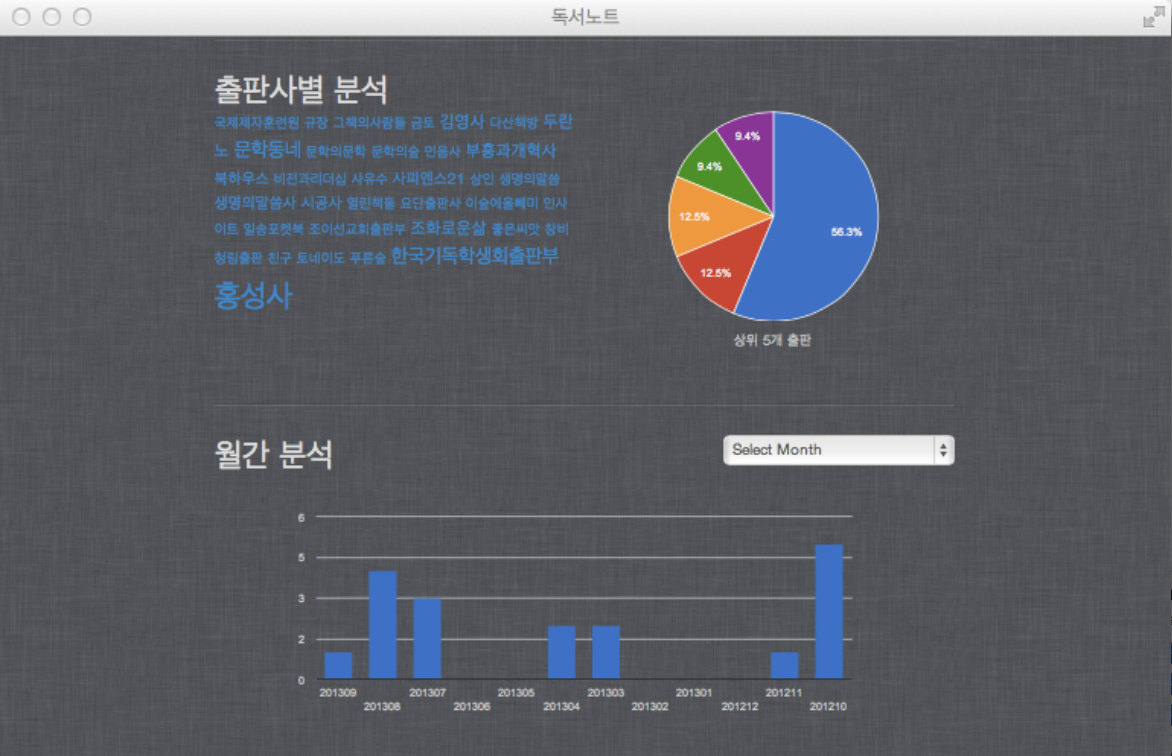 독서노트
출판사별 분석
국제제자훈련원 규장 그책의사람들 금토 김영사 다산책방 두란
노 문학동네 문학의문학 문학의숲 민음사 부흥과개혁사
북하우스 비전과리더십 사유수 사피엔스21 삼인 생명의말씀
생명의말씀사 시공사 열린책들 요단출판사 이숲에올빼미 인사
이트 일송포켓북 조이선교회출판부 조화로운삶 좋은씨앗 창비
청림출판 친구 토네이도 푸른숲 한국기독학생회출판부
홍성사
9.4%
9.4%
12.5%
56.3%
12.5%
상위 5개 출판
월간 분석
Select Month
6
5
3
2
0
201309 201307 201305 201303 201301 201211
201308 201306 201304 201302 201212 201210